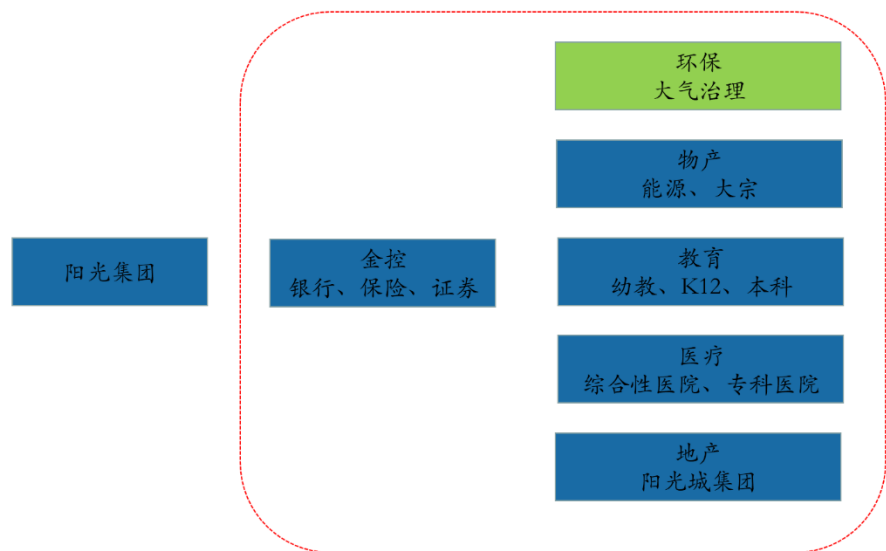 环保
大气治理
物产
能源、大宗
阳光集团
金控
银行、保险、证券
教育
幼教、K12、本科
医疗
综合性医院、专科医院
地产
阳光城集团